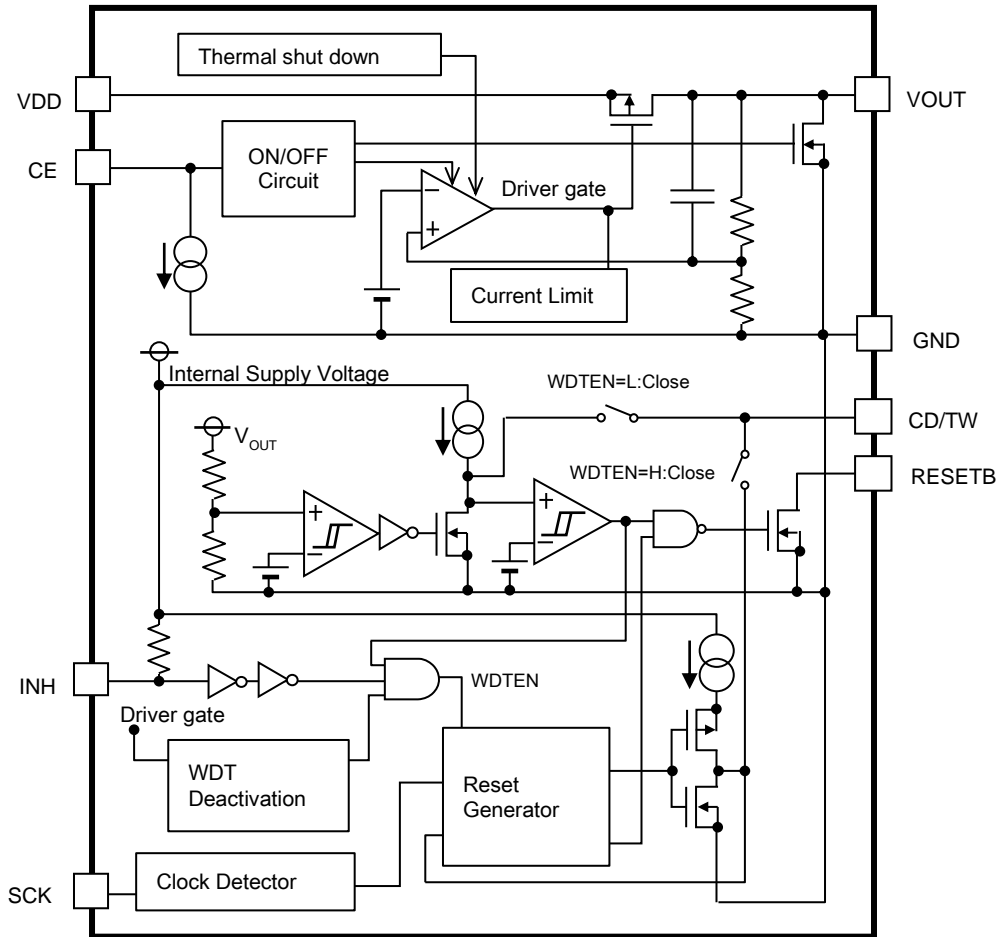 Thermal shut down
VDD
VOUT
CE
ON/OFF
Circuit
Driver gate
−
+
Current Limit
GND
Internal Supply Voltage
WDTEN=L:Close
CD/TW
VOUT
WDTEN=H:Close
RESETB
+
−
+
−
INH
WDTEN
Driver gate
WDT
Deactivation
Reset
Generator
SCK
Clock Detector